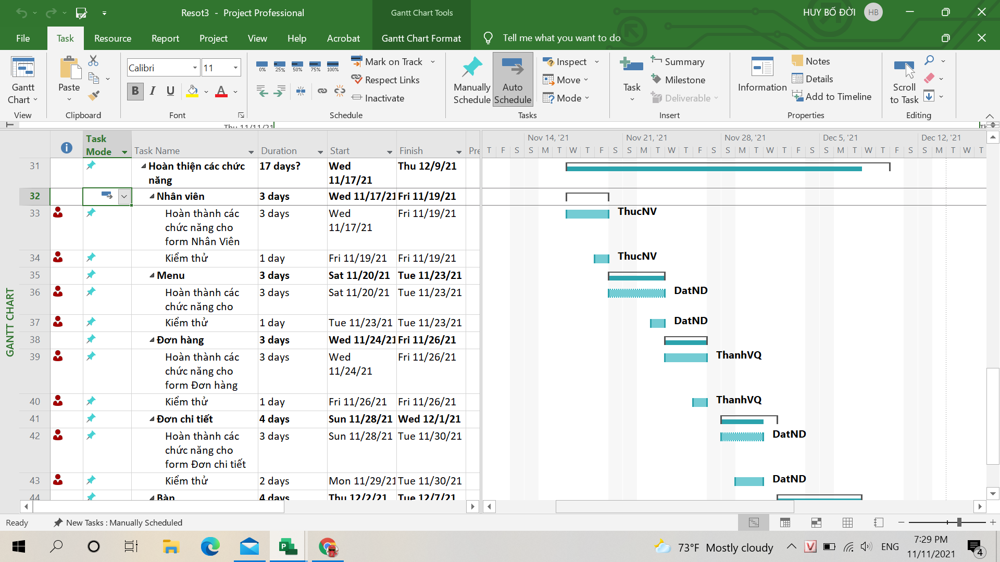 Resot3 - Project Professional
Gantt Chart Tools
HUY BỐ ĐỜI
HB
File
Task
Resource
Report
Project
View
Help
Acrobat
Gantt Chart Format
Tell me what you want to do
Gantt
Chart
View
Paste
Clipboard
Calibri
11
B
I
U
A
Font
0%
25%
50%
75%
100%
Mark on Track
Respect Links
Inactivate
Schedule
Manually
Schedule
Auto
Schedule
Inspect
Move
Mode
Tasks
Task
Summary
Milestone
Deliverable
Insert
Information
Notes
Details
Add to Timeline
Properties
Scroll
to Task
Editing
Thu 11/11/21
Task
Mode
Task Name
Duration
Start
Finish
Pre
Nov 14, '21
Nov 21, '21
Nov 28, '21
Dec 5, '21
Dec 12, '21
T F S S M T W T F S S M T W T F S S M T W T F S S M T W T F S S M T W T
31 Hoàn thiện các chức năng 17 days? Wed 11/17/21 Thu 12/9/21
32 Nhân viên 3 days Wed 11/17/21 Fri 11/19/21
33 Hoàn thành các chức năng cho form Nhân Viên 3 days Wed 11/17/21 Fri 11/19/21 ThucNV
34 Kiểm thử 1 day Fri 11/19/21 Fri 11/19/21 ThucNV
35 Menu 3 days Sat 11/20/21 Tue 11/23/21
36 Hoàn thành các chức năng cho 3 days Sat 11/20/21 Tue 11/23/21 DatND
37 Kiểm thử 1 day Tue 11/23/21 Tue 11/23/21 DatND
38 Đơn hàng 3 days Wed 11/24/21 Fri 11/26/21
39 Hoàn thành các chức năng cho form Đơn hàng 3 days Wed 11/24/21 Fri 11/26/21 ThanhVQ
40 Kiểm thử 1 day Fri 11/26/21 Fri 11/26/21 ThanhVQ
41 Đơn chi tiết 4 days Sun 11/28/21 Wed 12/1/21
42 Hoàn thành các chức năng cho form Đơn chi tiết 3 days Sun 11/28/21 Tue 11/30/21 DatND
43 Kiểm thử 2 days Mon 11/29/21 Tue 11/30/21 DatND
44 Bàn 4 days Thu 12/2/21 Tue 12/7/21
GANTT CHART
Ready
New Tasks : Manually Scheduled
73°F Mostly cloudy
ENG
7:29 PM
11/11/2021
4